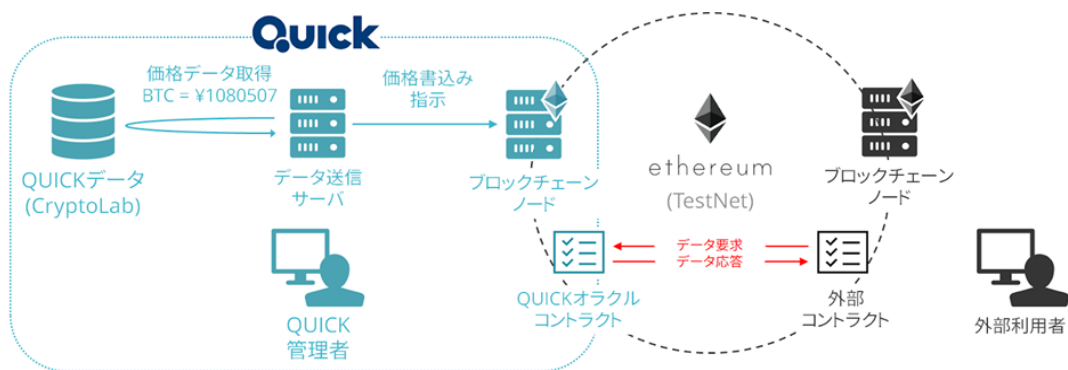 Quick
価格データ取得
BTC = ¥1080507
価格書込み
指示
QUICKデータ
(CryptoLab)
データ送信
サーバ
ブロックチェーン
ノード
ethereum
(TestNet)
ブロックチェーン
ノード
データ要求
データ応答
QUICK
管理者
QUICKオラクル
コントラクト
外部
コントラクト
外部利用者